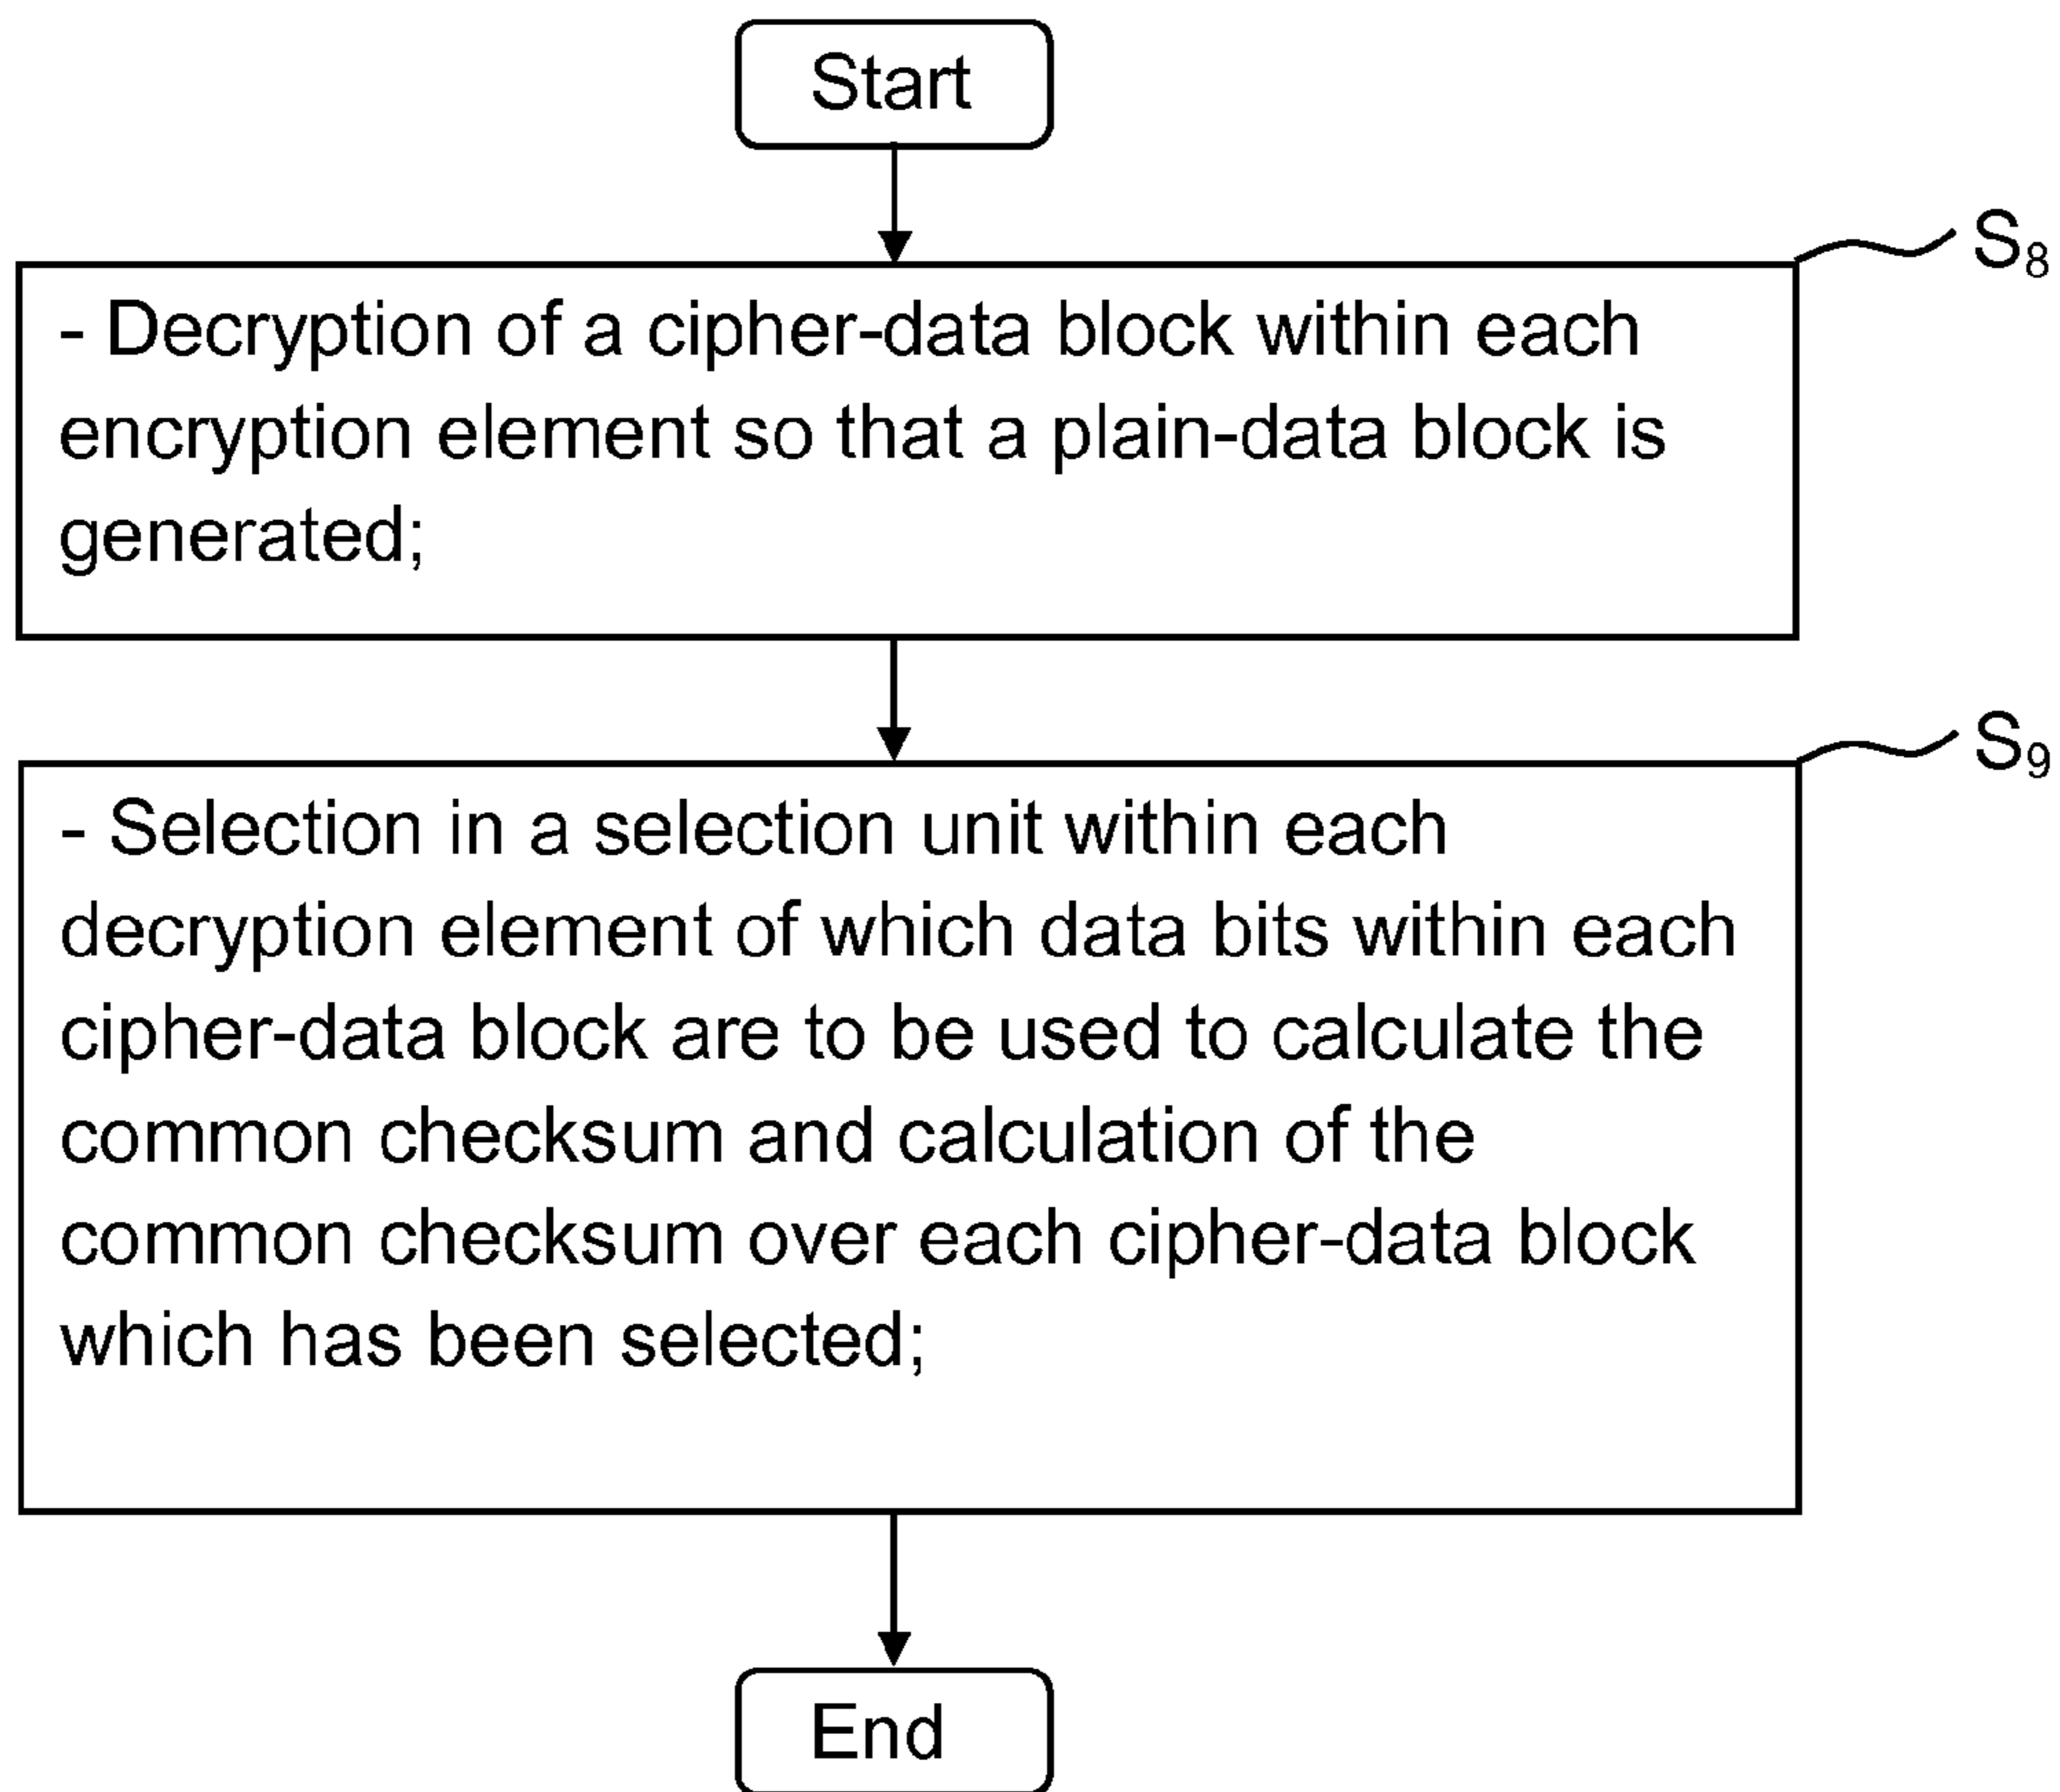 Start
S8
- Decryption of a cipher-data block within each
encryption element so that a plain-data block is
generated;
S9
- Selection in a selection unit within each
decryption element of which data bits within each
cipher-data block are to be used to calculate the
common checksum and calculation of the
common checksum over each cipher-data block
which has been selected;
End